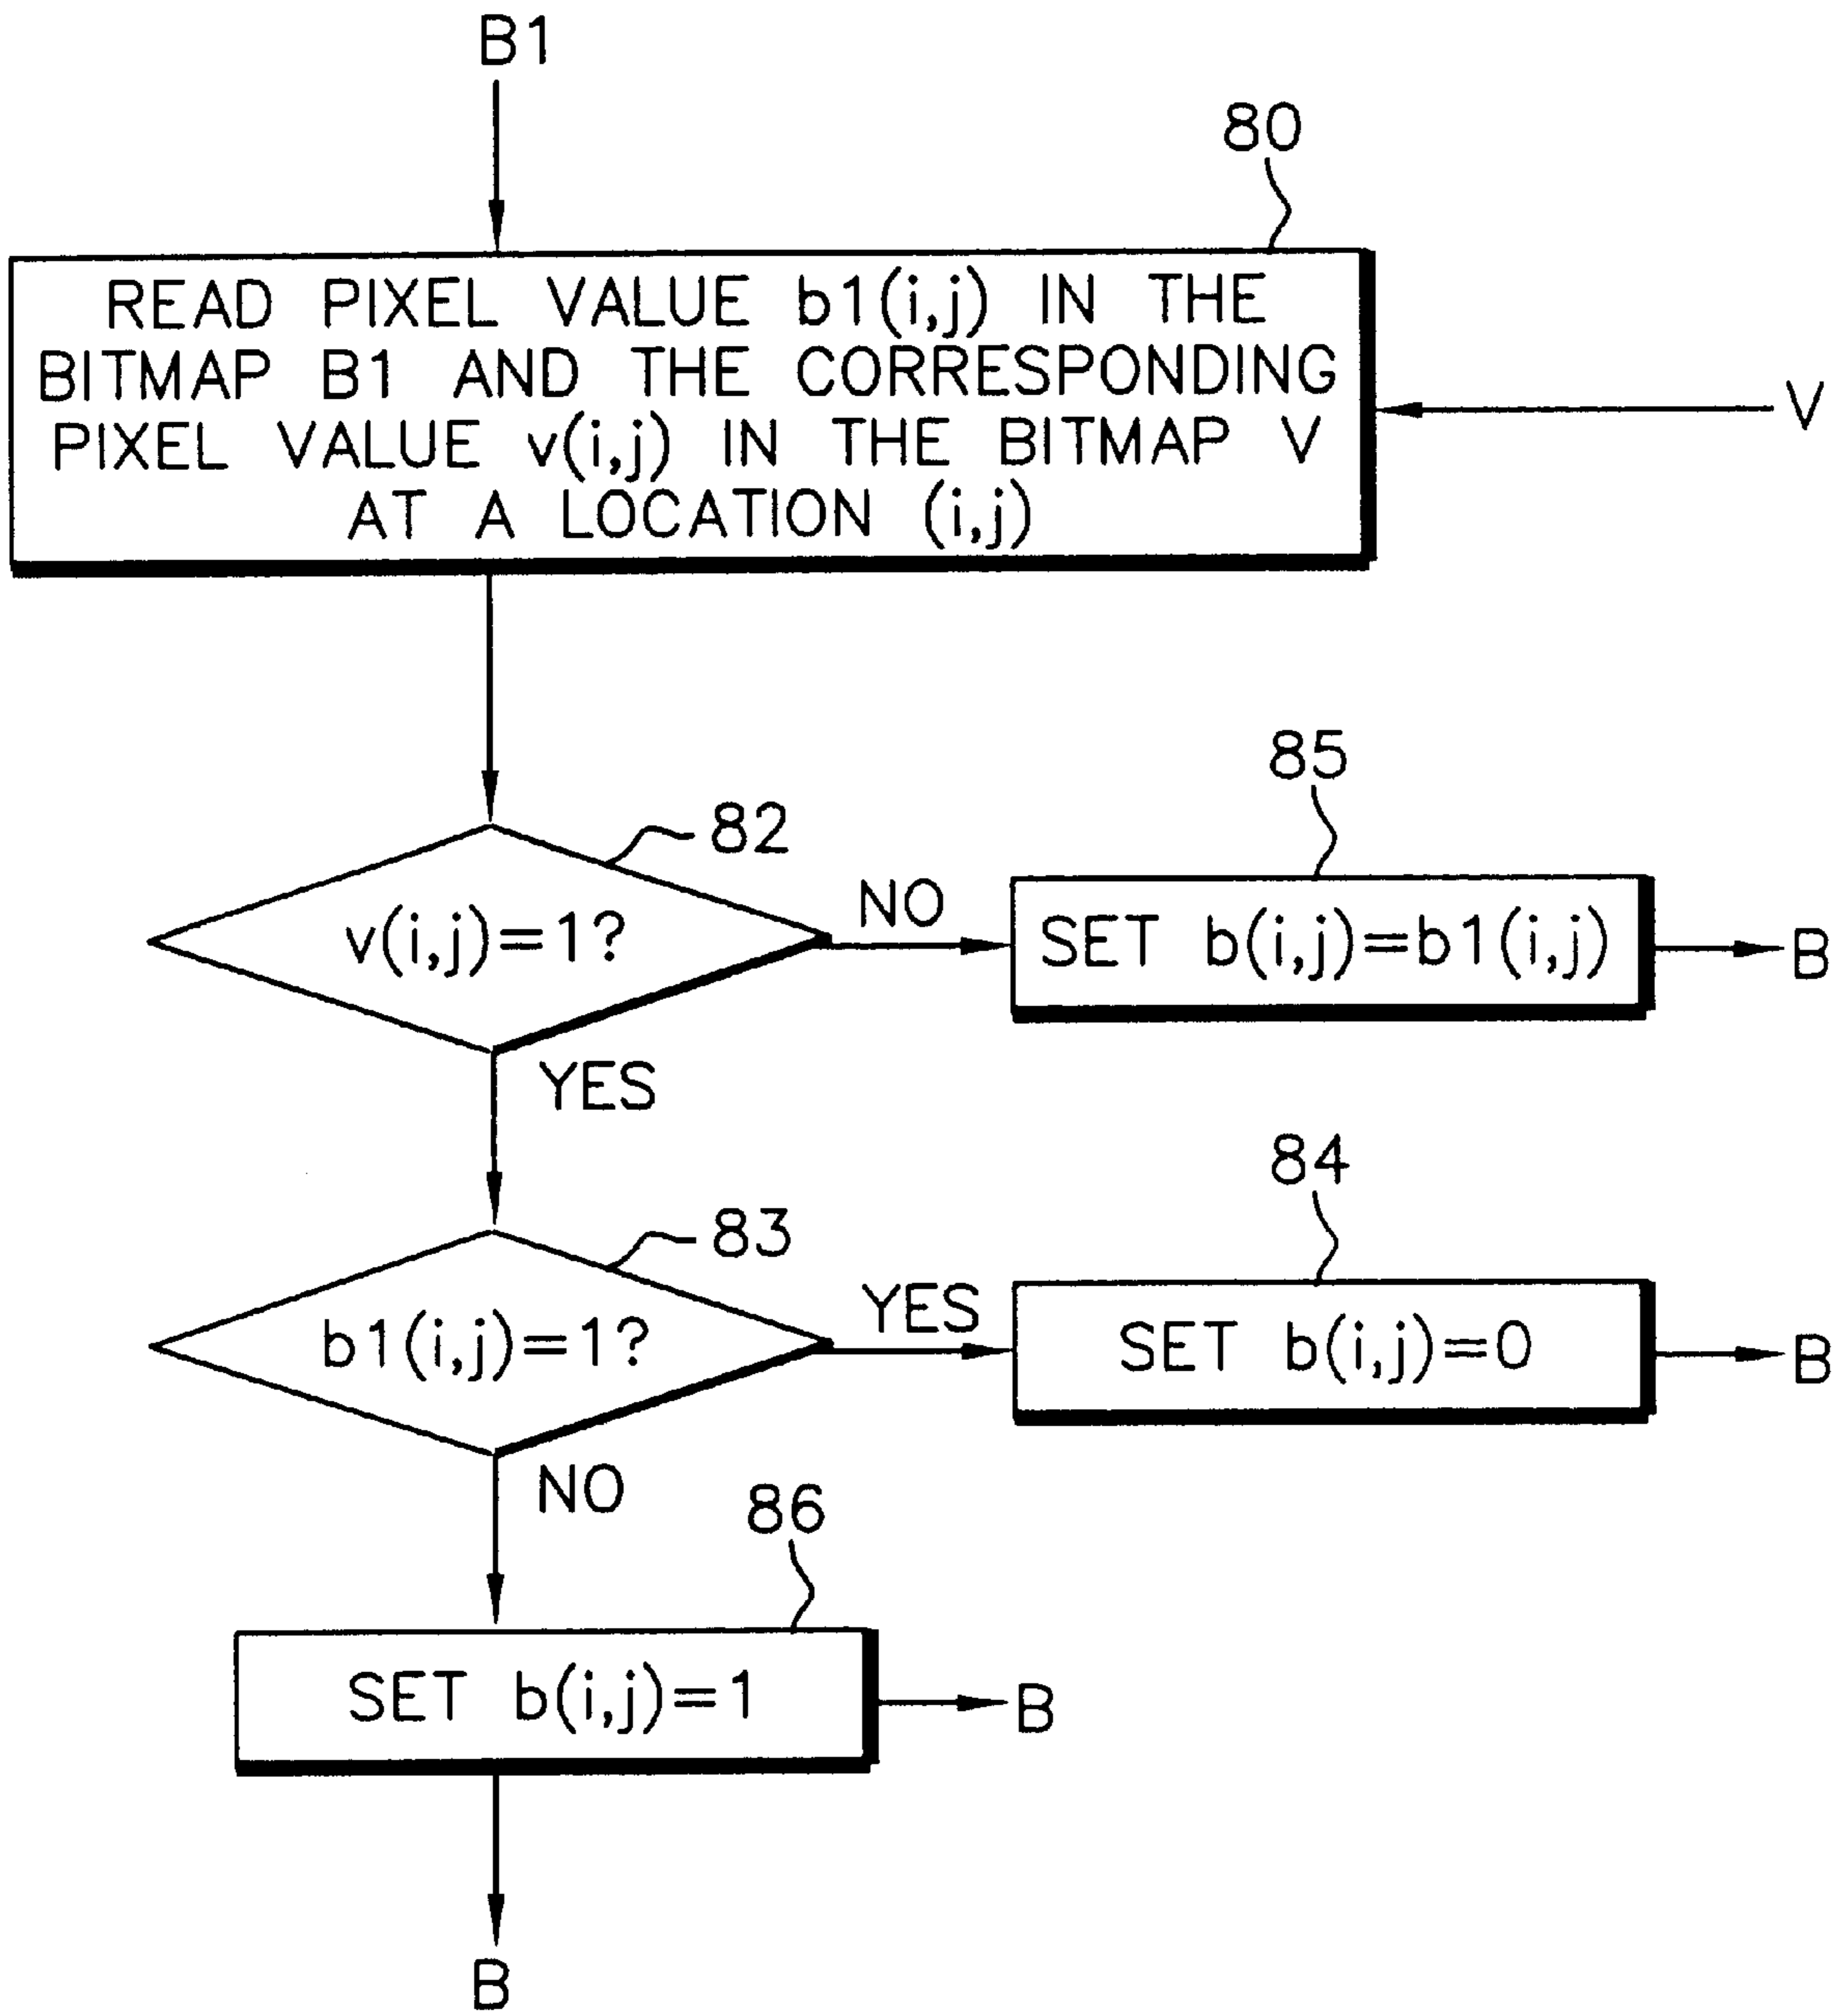 B1
80
READ PIXEL VALUE b1(i,j) IN THE
BITMAP B1 AND THE CORRESPONDING
PIXEL VALUE v(i,j) IN THE BITMAP V
AT A LOCATION (i,j)
V
82
v(i,j)=1?
NO
85
SET b(i,j)=b1(i,j)
B
YES
83
b1(i,j)=1?
YES
84
SET b(i,j)=0
B
NO
86
SET b(i,j)=1
B
B